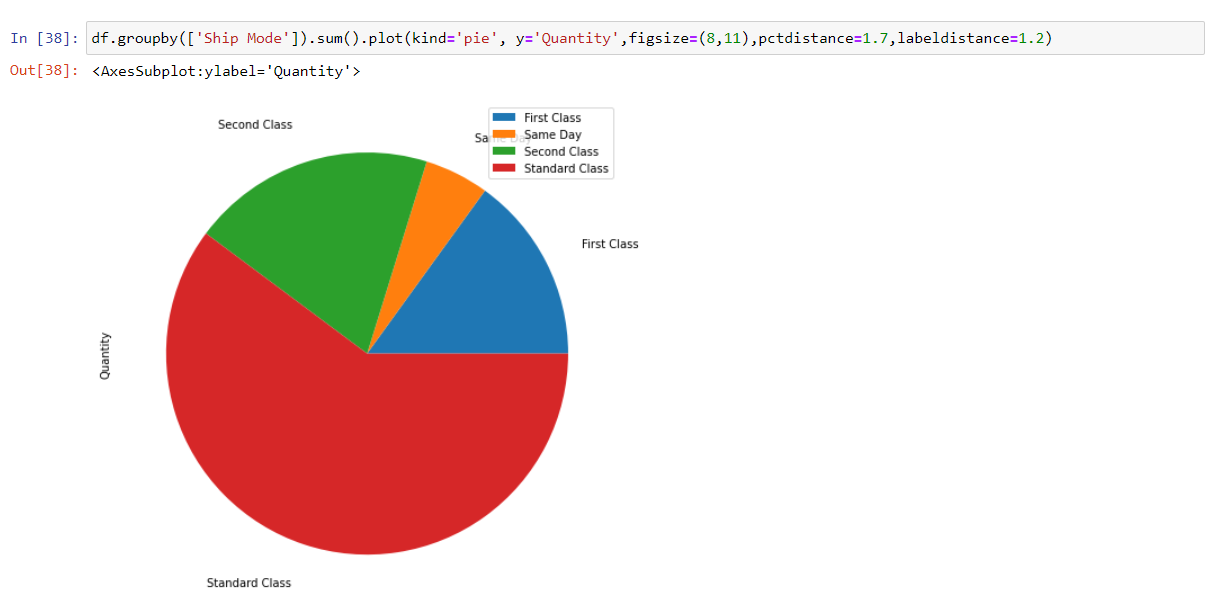 In [38]: df.groupby(['Ship Mode']).sum().plot(kind='pie', y='Quantity',figsize=(8,11),pctdistance=1.7,labeldistance=1.2)
Out[38]: <AxesSubplot:ylabel='Quantity'>
First Class
Same Day
Second Class
Standard Class
Second Class
Same Day
First Class
Quantity
Standard Class